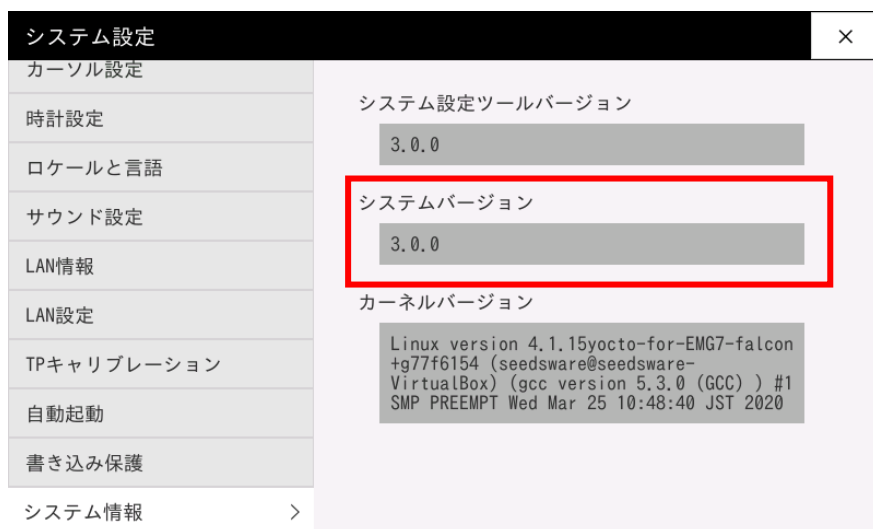 システム設定
×
カーソル設定
時計設定
ロケールと言語
サウンド設定
LAN情報
LAN設定
TPキャリブレーション
自動起動
書き込み保護
システム情報 >
システム設定ツールバージョン
3.0.0
システムバージョン
3.0.0
カーネルバージョン
Linux version 4.1.15yocto-for-EMG7-falcon
+g77f6154 (seedsware@seedsware-
VirtualBox) (gcc version 5.3.0 (GCC) ) #1
SMP PREEMPT Wed Mar 25 10:48:40 JST 2020